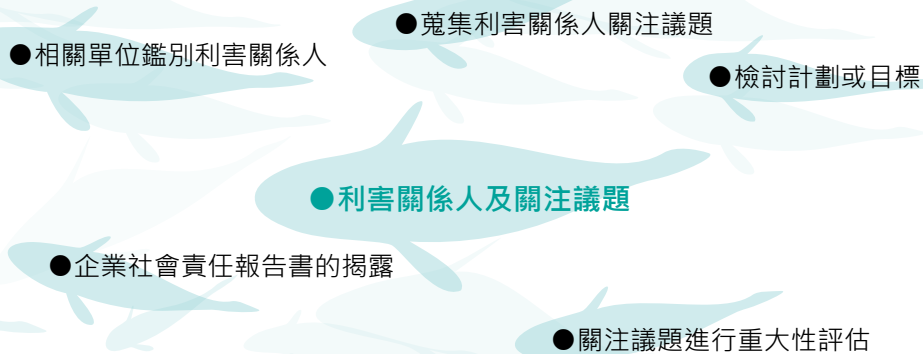 ●蒐集利害關係人關注議題
●相關單位鑑別利害關係人
●檢討計劃或目標
●利害關係人及關注議題
●企業社會責任報告書的揭露
●關注議題進行重大性評估